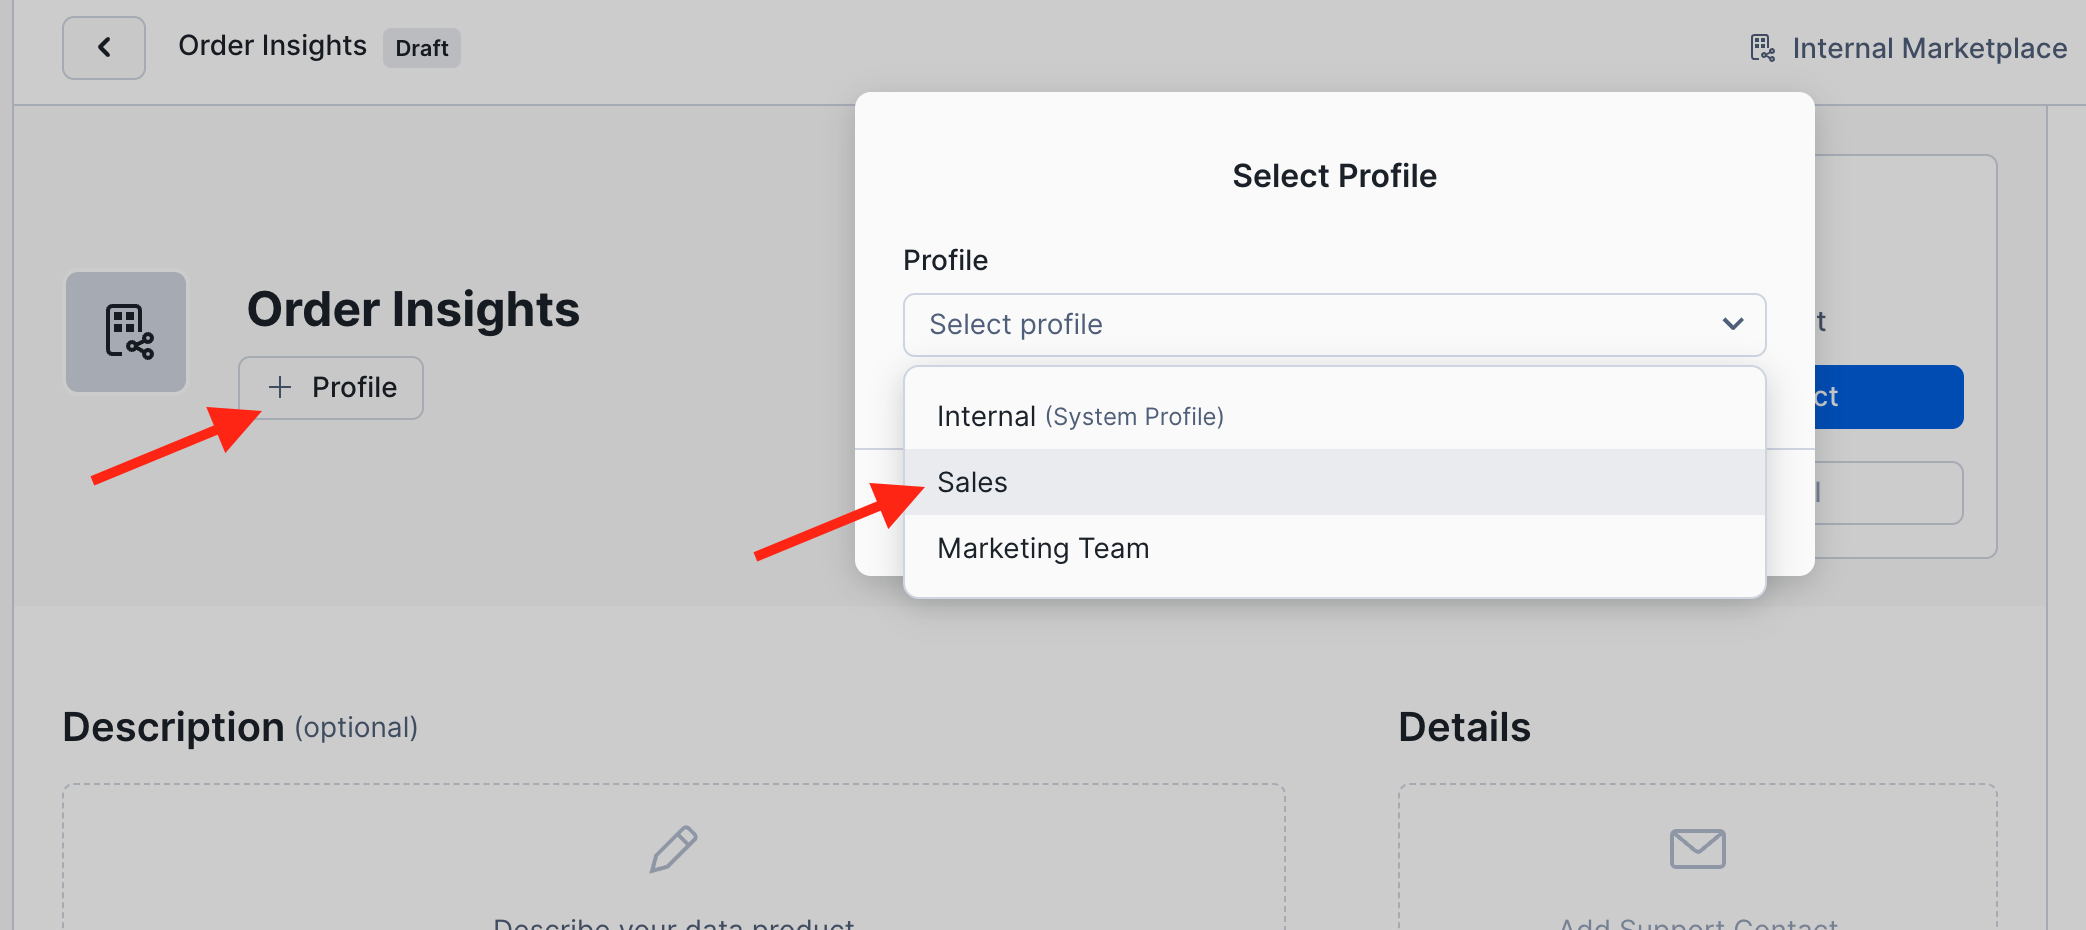 Order Insights
Draft
Internal Marketplace
Select Profile
Profile
Select profile
Internal (System Profile)
Sales
Marketing Team
Order Insights
Profile
Description (optional)
Details
Describe your data product
Add Support Contact